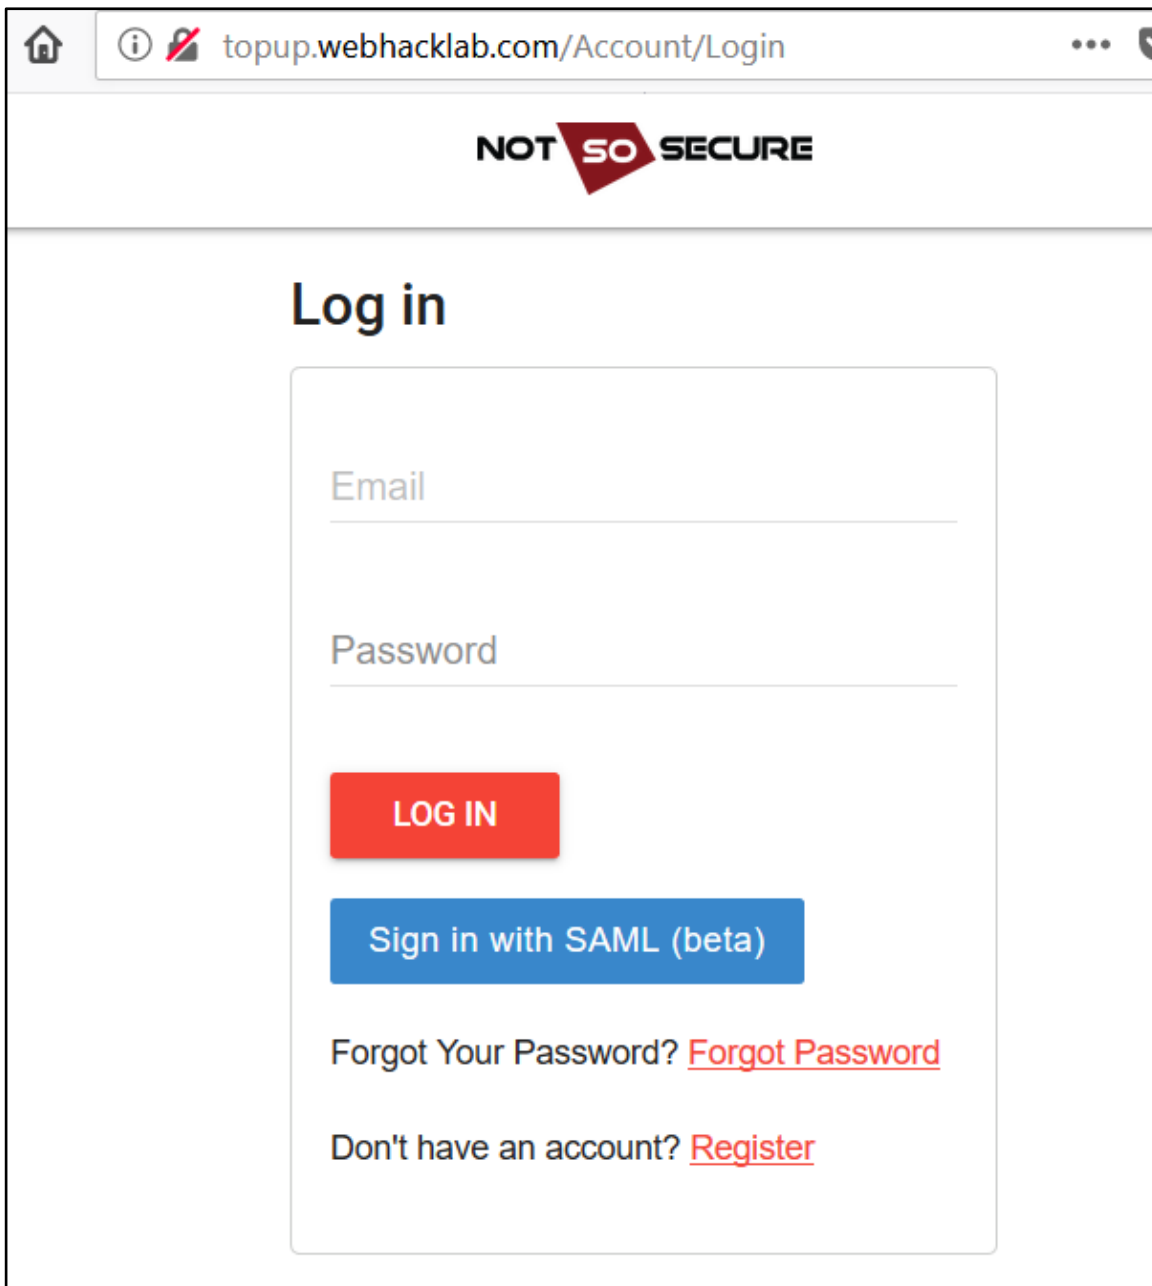 topup.webhacklab.com/Account/Login
NOT SO SECURE
Log in
Email
Password
LOG IN
Sign in with SAML (beta)
Forgot Your Password? Forgot Password
Don't have an account? Register